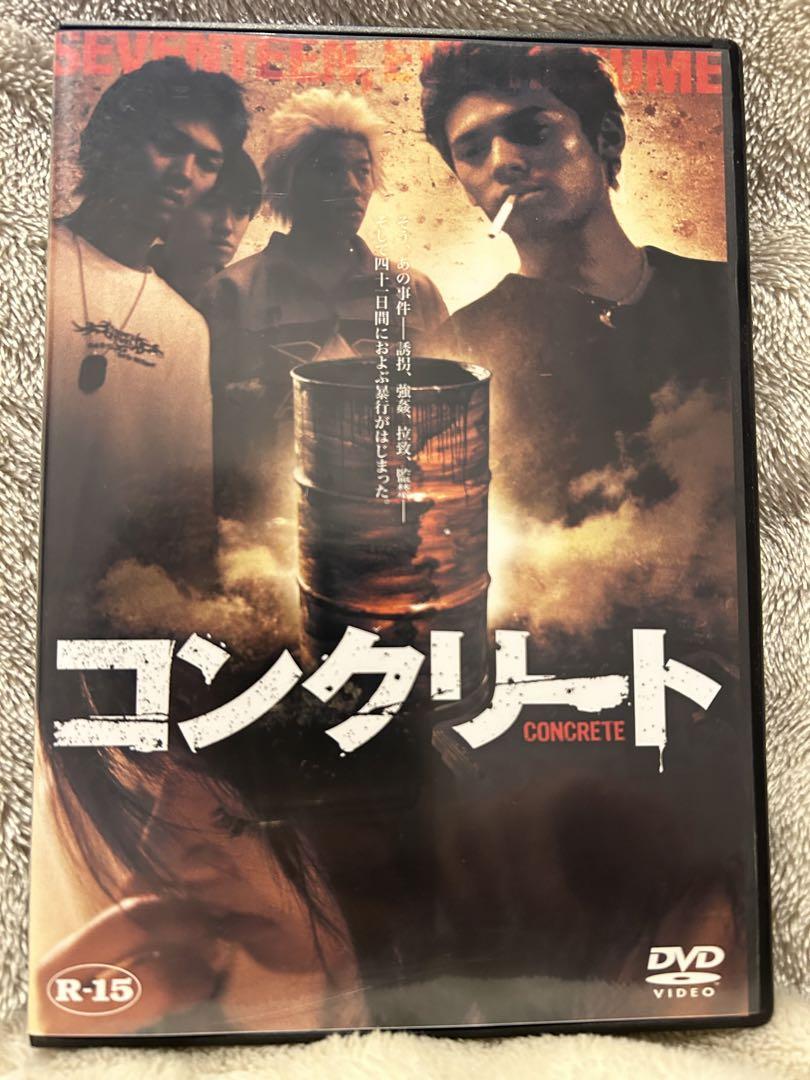 SEVENTEEN,
UME
そう、あの事件――誘拐、強姦、拉致、監禁――
そして四十一日間におよぶ暴行がはじまった。
コンクリート
CONCRETE
R-15
DVD
VIDEO